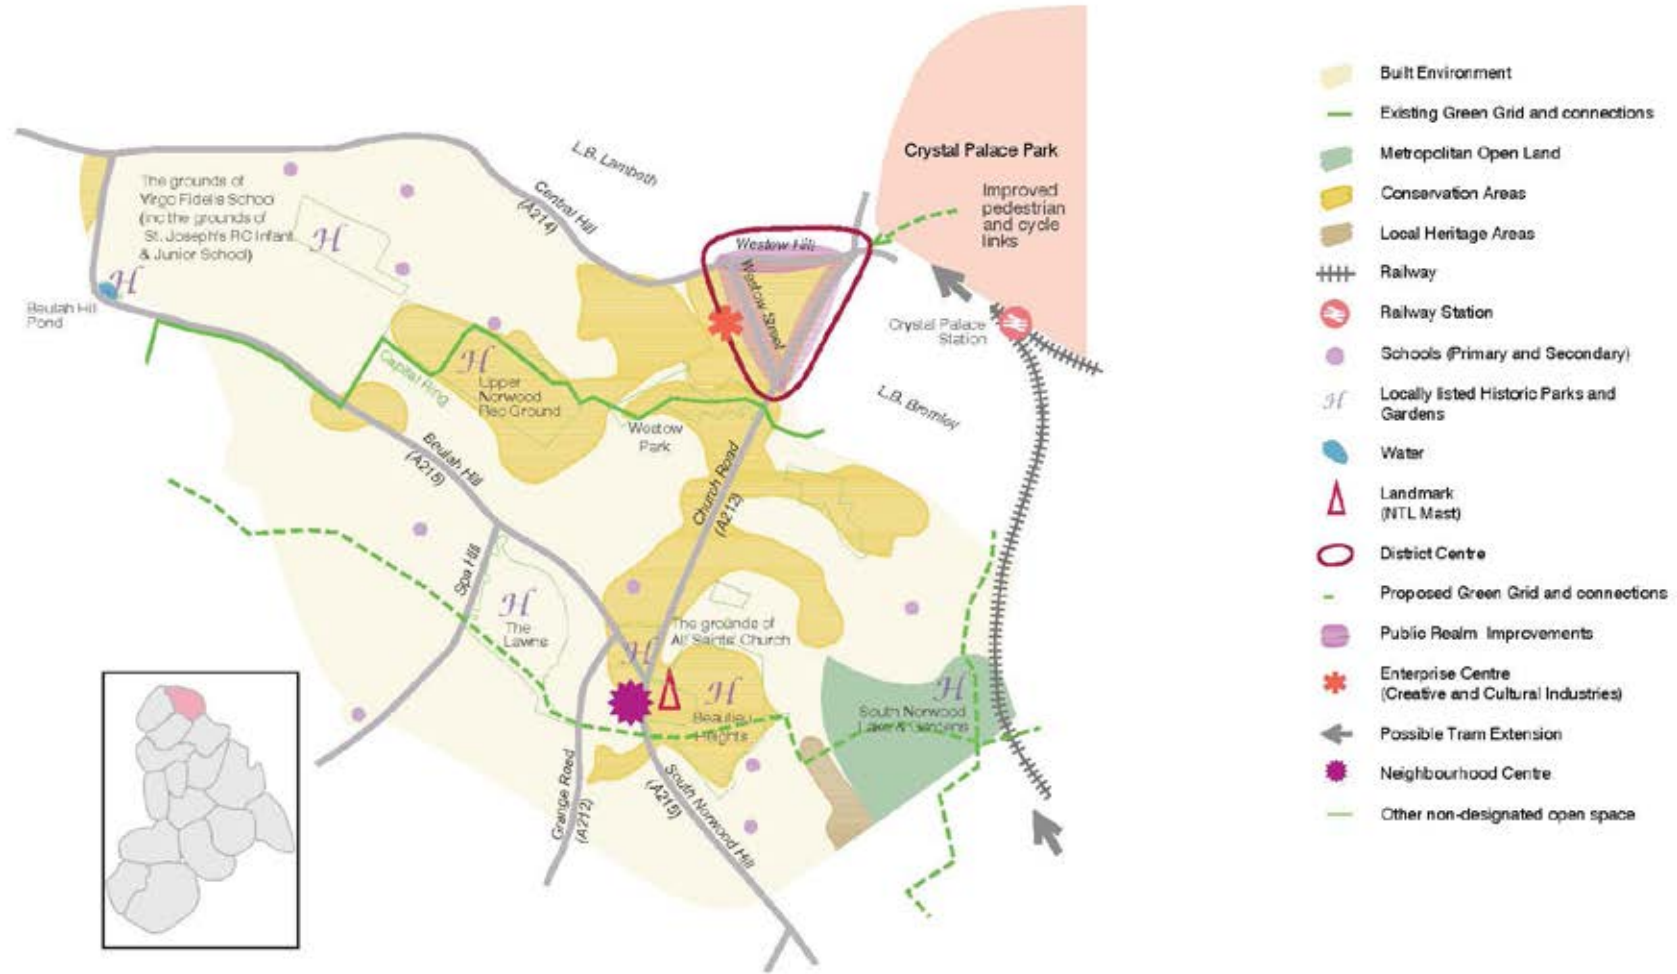 L.B. Lambeth
Crystal Palace Park
Improved
pedestrian
and cycle
links
The grounds of
Virgo Fidelis School
(inc the grounds of
St. Joseph's RC Infant
& Junior School)
H
H
Central Hill
(A214)
Westow Hill
Westow Street
Beulah Hill
Pond
Crystal Palace
Station
Capital Ring
H
Upper
Norwood
Rec Ground
Westow
Park
L.B. Bromley
Beulah Hill
(A215)
Church Road
(A212)
Spa Hill
H
The
Lawns
The grounds of
All Saints' Church
H
H
Beaulieu
Heights
H
South Norwood
Lake & Gardens
Grange Road
(A212)
South Norwood Hill
(A215)
Built Environment
Existing Green Grid and connections
Metropolitan Open Land
Conservation Areas
Local Heritage Areas
Railway
Railway Station
Schools (Primary and Secondary)
H
Locally listed Historic Parks and
Gardens
Water
Landmark
(NTL Mast)
District Centre
Proposed Green Grid and connections
Public Realm Improvements
Enterprise Centre
(Creative and Cultural Industries)
Possible Tram Extension
Neighbourhood Centre
Other non-designated open space